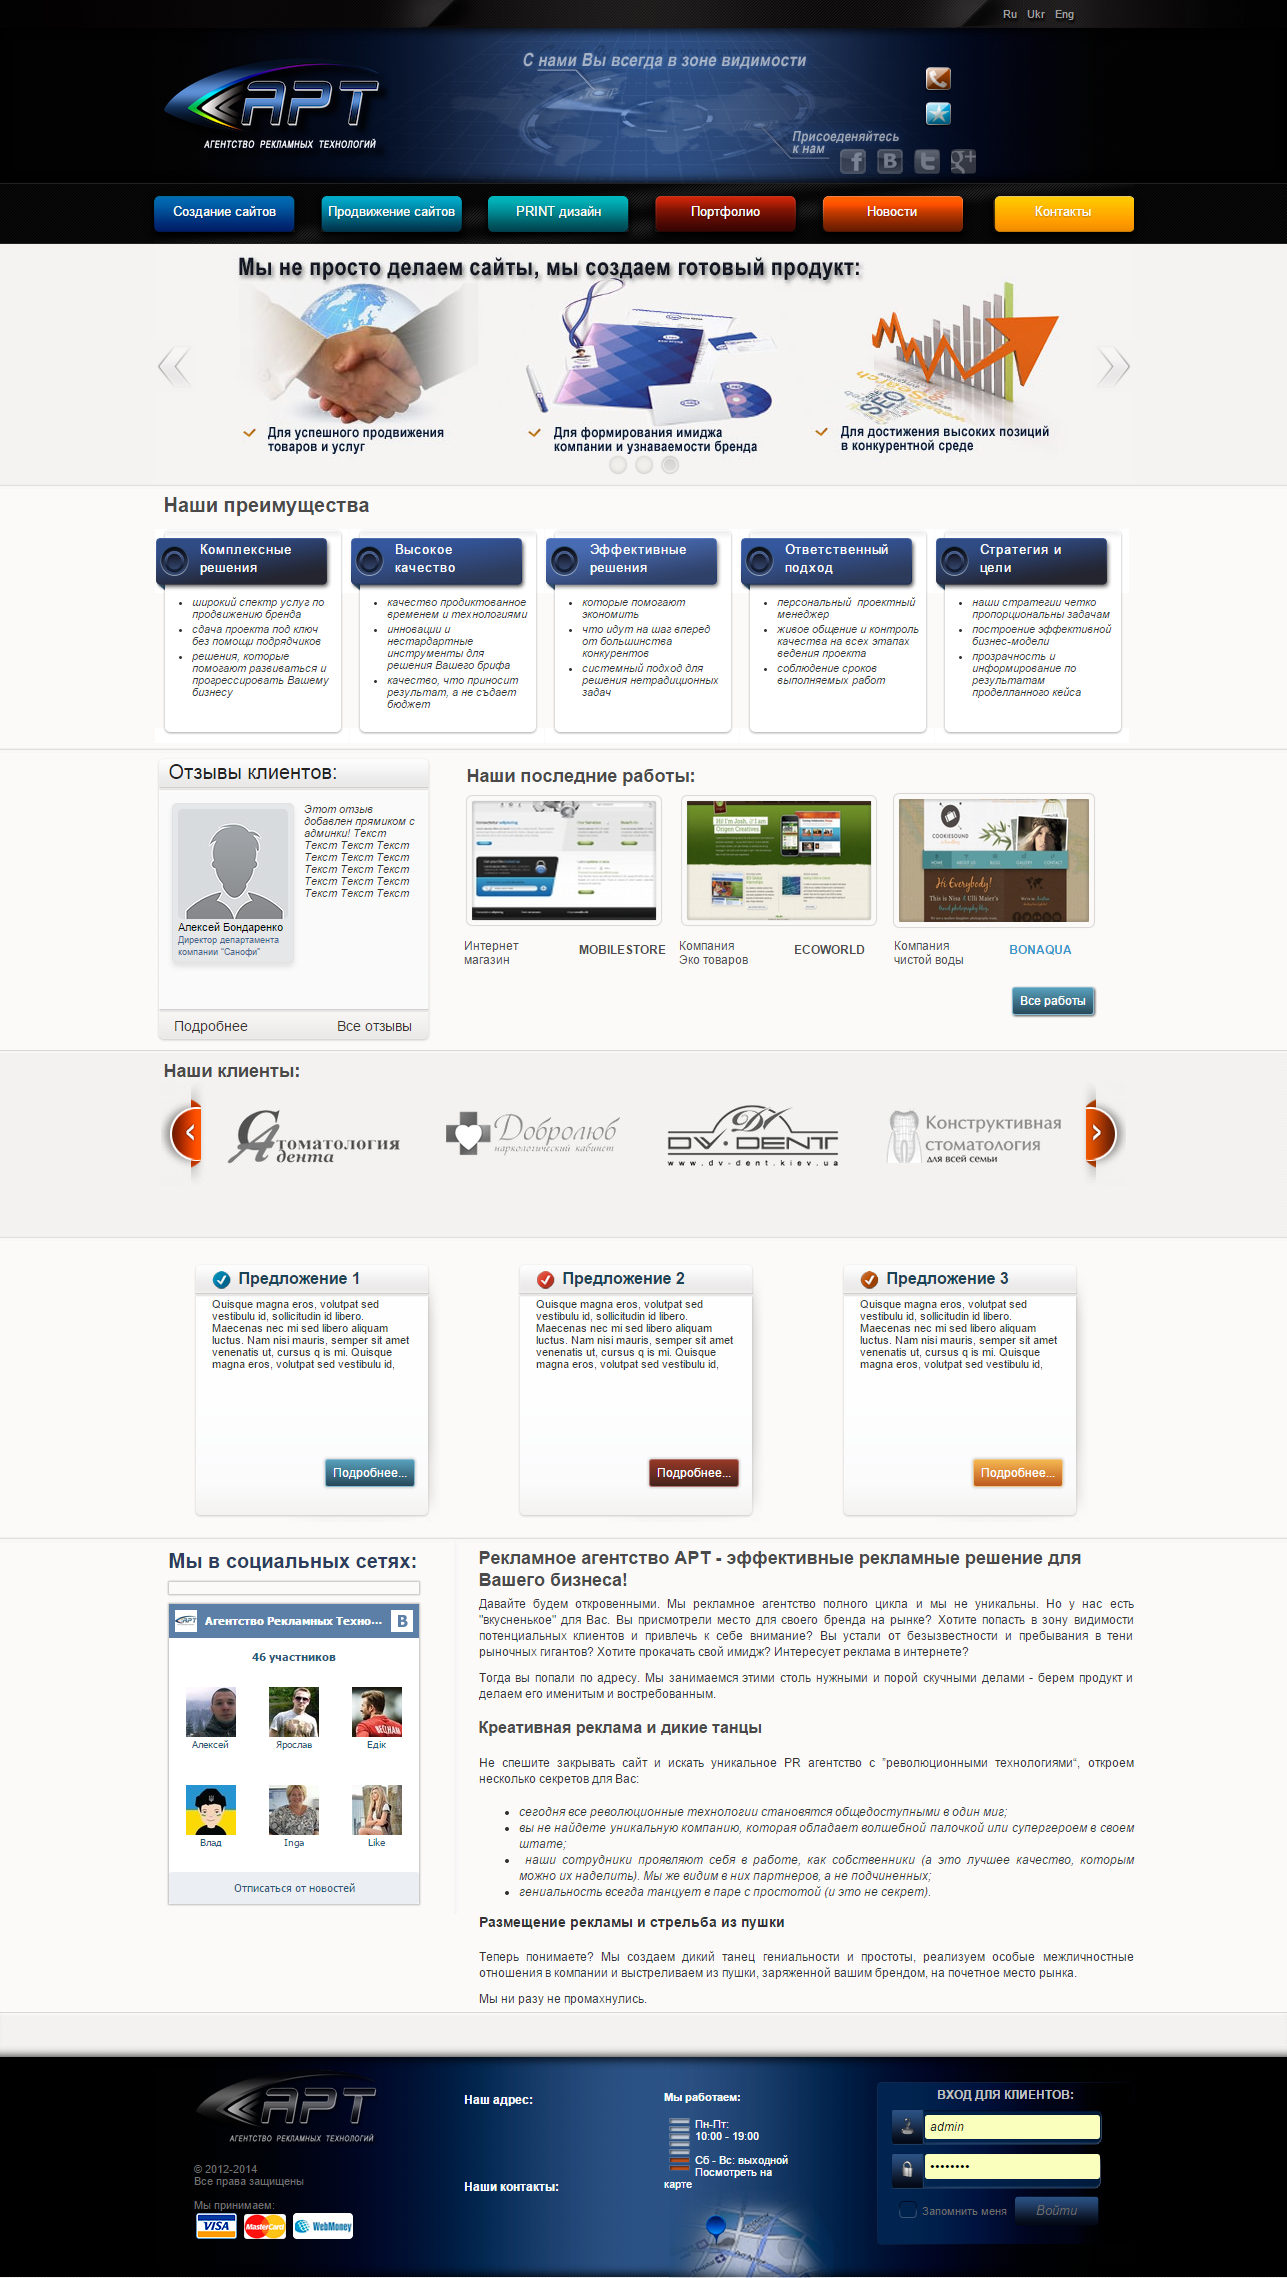 Ru Ukr Eng
С нами Вы всегда в зоне видимости
АРТ
АГЕНТСТВО РЕКЛАМНЫХ ТЕХНОЛОГИЙ
Присоеденяйтесь
к нам
Создание сайтов
Продвижение сайтов
PRINT дизайн
Портфолио
Новости
Контакты
Мы не просто делаем сайты, мы создаем готовый продукт:
Для успешного продвижения
товаров и услуг
Для формирования имиджа
компании и узнаваемости бренда
Для достижения высоких позиций
в конкурентной среде
Наши преимущества
Комплексные
решения
широкий спектр услуг по
продвижению бренда
сдача проекта под ключ
без помощи подрядчиков
решения, которые
помогают развиваться и
прогрессировать Вашему
бизнесу
Высокое
качество
качество продиктованное
временем и технологиями
инновации и
нестардартные
инструменты для
решения Вашего брифа
качество, что приносит
результат, а не съдает
бюджет
Эффективные
решения
которые помогают
экономить
что идут на шаг вперед
от большинства
конкурентов
системный подход для
решения нетрадиционных
задач
Ответственный
подход
персональный проектный
менеджер
живое общение и контроль
качества на всех этапах
ведения проекта
соблюдение сроков
выполняемых работ
Стратегия и
цели
наши стратегии четко
пропорциональны задачам
построение эффективной
бизнес-модели
прозрачность и
информирование по
результатам
проделланного кейса
Отзывы клиентов:
Этот отзыв
добавлен прямиком с
админки! Текст
Текст Текст Текст
Текст Текст Текст
Текст Текст Текст
Текст Текст Текст
Текст Текст Текст
Алексей Бондаренко
Директор департамента
компании "Санофи"
Подробнее
Все отзывы
Наши последние работы:
Интернет
магазин
MOBILESTORE
Компания
Эко товаров
ECOWORLD
Компания
чистой воды
BONAQUA
Все работы
Наши клиенты:
Стоматология
Адента
Добролюб
наркологический кабинет
DV·DENT
www.dv-dent.kiev.ua
Конструктивная
стоматология
для всей семьи
Предложение 1
Quisque magna eros, volutpat sed
vestibulu id, sollicitudin id libero.
Maecenas nec mi sed libero aliquam
luctus. Nam nisi mauris, semper sit amet
venenatis ut, cursus q is mi. Quisque
magna eros, volutpat sed vestibulu id,
Подробнее...
Предложение 2
Quisque magna eros, volutpat sed
vestibulu id, sollicitudin id libero.
Maecenas nec mi sed libero aliquam
luctus. Nam nisi mauris, semper sit amet
venenatis ut, cursus q is mi. Quisque
magna eros, volutpat sed vestibulu id,
Подробнее...
Предложение 3
Quisque magna eros, volutpat sed
vestibulu id, sollicitudin id libero.
Maecenas nec mi sed libero aliquam
luctus. Nam nisi mauris, semper sit amet
venenatis ut, cursus q is mi. Quisque
magna eros, volutpat sed vestibulu id,
Подробнее...
Мы в социальных сетях:
Агентство Рекламных Техно...
46 участников
Алексей
Ярослав
Едік
Влад
Inga
Like
Отписаться от новостей
Рекламное агентство АРТ - эффективные рекламные решение для
Вашего бизнеса!
Давайте будем откровенными. Мы рекламное агентство полного цикла и мы не уникальны. Но у нас есть
"вкусненькое" для Вас. Вы присмотрели место для своего бренда на рынке? Хотите попасть в зону видимости
потенциальных клиентов и привлечь к себе внимание? Вы устали от безызвестности и пребывания в тени
рыночных гигантов? Хотите прокачать свой имидж? Интересует реклама в интернете?
Тогда вы попали по адресу. Мы занимаемся этими столь нужными и порой скучными делами - берем продукт и
делаем его именитым и востребованным.
Креативная реклама и дикие танцы
Не спешите закрывать сайт и искать уникальное PR агентство с "революционными технологиями", откроем
несколько секретов для Вас:
сегодня все революционные технологии становятся общедоступными в один миг;
вы не найдете уникальную компанию, которая обладает волшебной палочкой или супергероем в своем
штате;
наши сотрудники проявляют себя в работе, как собственники (а это лучшее качество, которым
можно их наделить). Мы же видим в них партнеров, а не подчиненных;
гениальность всегда танцует в паре с простотой (и это не секрет).
Размещение рекламы и стрельба из пушки
Теперь понимаете? Мы создаем дикий танец гениальности и простоты, реализуем особые межличностные
отношения в компании и выстреливаем из пушки, заряженной вашим брендом, на почетное место рынка.
Мы ни разу не промахнулись.
АРТ
АГЕНТСТВО РЕКЛАМНЫХ ТЕХНОЛОГИЙ
© 2012-2014
Все права защищены
Мы принимаем:
VISA
MasterCard
WebMoney
Наш адрес:
Наши контакты:
Мы работаем:
Пн-Пт:
10:00 - 19:00
Сб - Вс: выходной
Посмотреть на
карте
ВХОД ДЛЯ КЛИЕНТОВ:
admin
••••••••
Запомнить меня
Войти